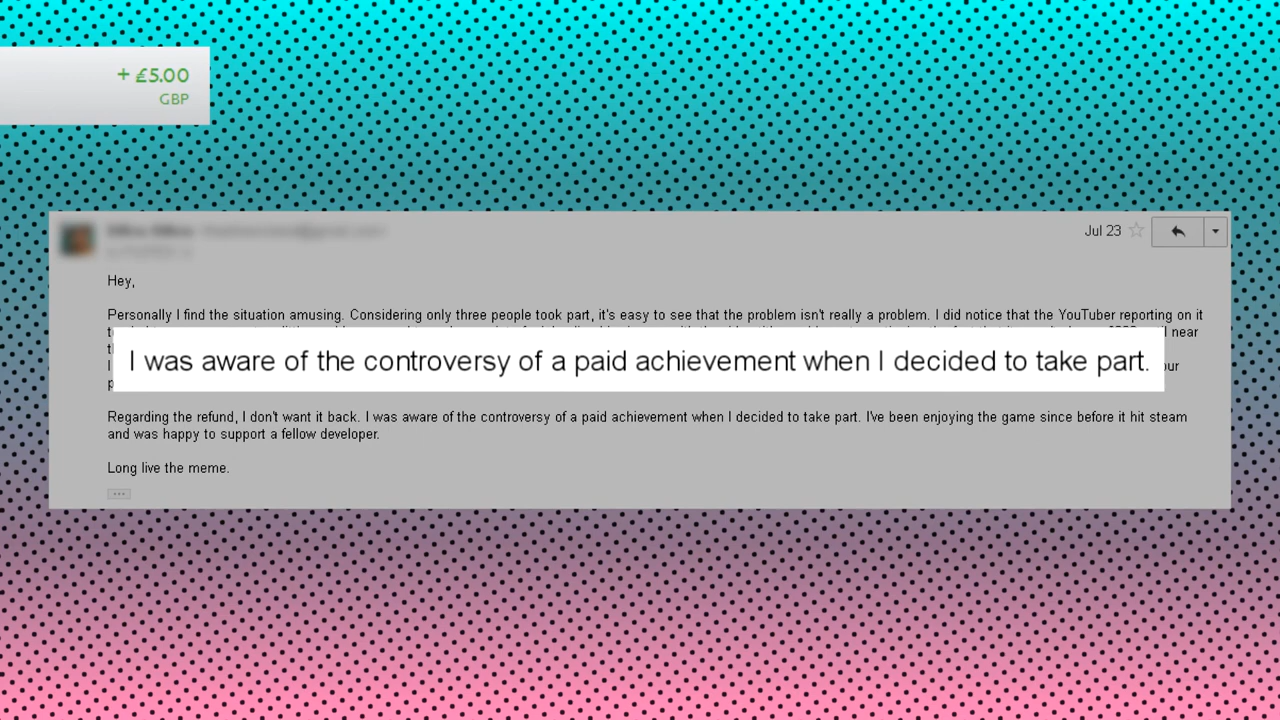 + £5.00
GBP
Jul 23
Hey,
Personally I find the situation amusing. Considering only three people took part, it's easy to see that the problem isn't really a problem. I did notice that the YouTuber reporting on it
near
I was aware of the controversy of a paid achievement when I decided to take part.
Regarding the refund, I don't want it back. I was aware of the controversy of a paid achievement when I decided to take part. I've been enjoying the game since before it hit steam
and was happy to support a fellow developer.
Long live the meme.